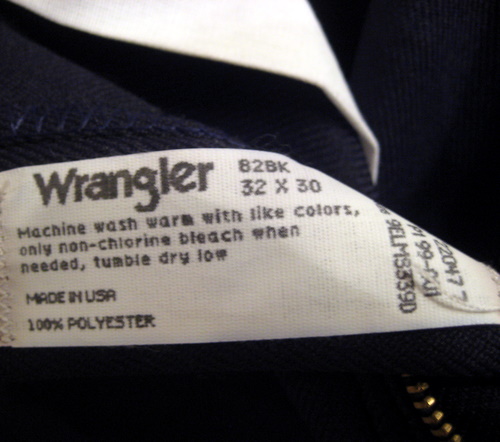 Wrangler
82BK
32 X 30
Machine wash warm with like colors,
only non-chlorine bleach when
needed, tumble dry low
MADE IN USA
100% POLYESTER